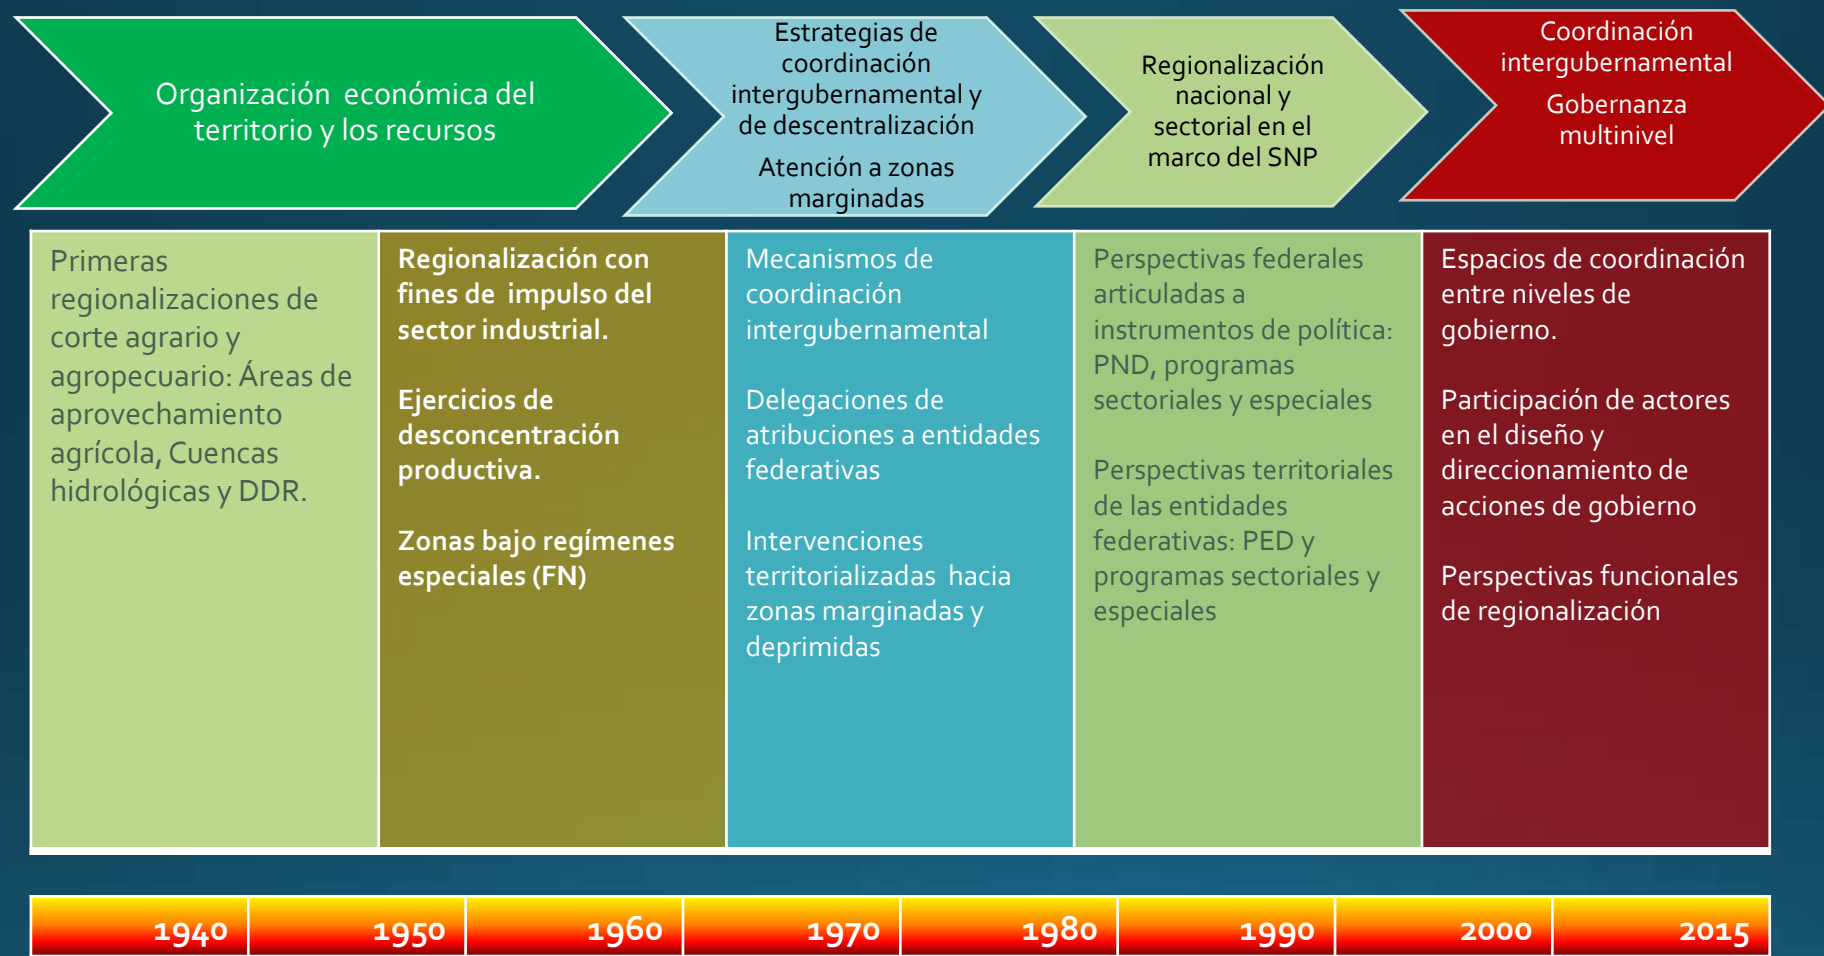 Organización económica del
territorio y los recursos
Estrategias de
coordinación
intergubernamental y
de descentralización
Atención a zonas
marginadas
Regionalización
nacional y
sectorial en el
marco del SNP
Coordinación
intergubernamental
Gobernanza
multinivel
Primeras
regionalizaciones de
corte agrario y
agropecuario: Áreas de
aprovechamiento
agrícola, Cuencas
hidrológicas y DDR.
Regionalización con
fines de impulso del
sector industrial.
Ejercicios de
desconcentración
productiva.
Zonas bajo regímenes
especiales (FN)
Mecanismos de
coordinación
intergubernamental
Delegaciones de
atribuciones a entidades
federativas
Intervenciones
territorializadas hacia
zonas marginadas y
deprimidas
Perspectivas federales
articuladas a
instrumentos de política:
PND, programas
sectoriales y especiales
Perspectivas territoriales
de las entidades
federativas: PED y
programas sectoriales y
especiales
Espacios de coordinación
entre niveles de
gobierno.
Participación de actores
en el diseño y
direccionamiento de
acciones de gobierno
Perspectivas funcionales
de regionalización
1940 1950 1960 1970 1980 1990 2000 2015